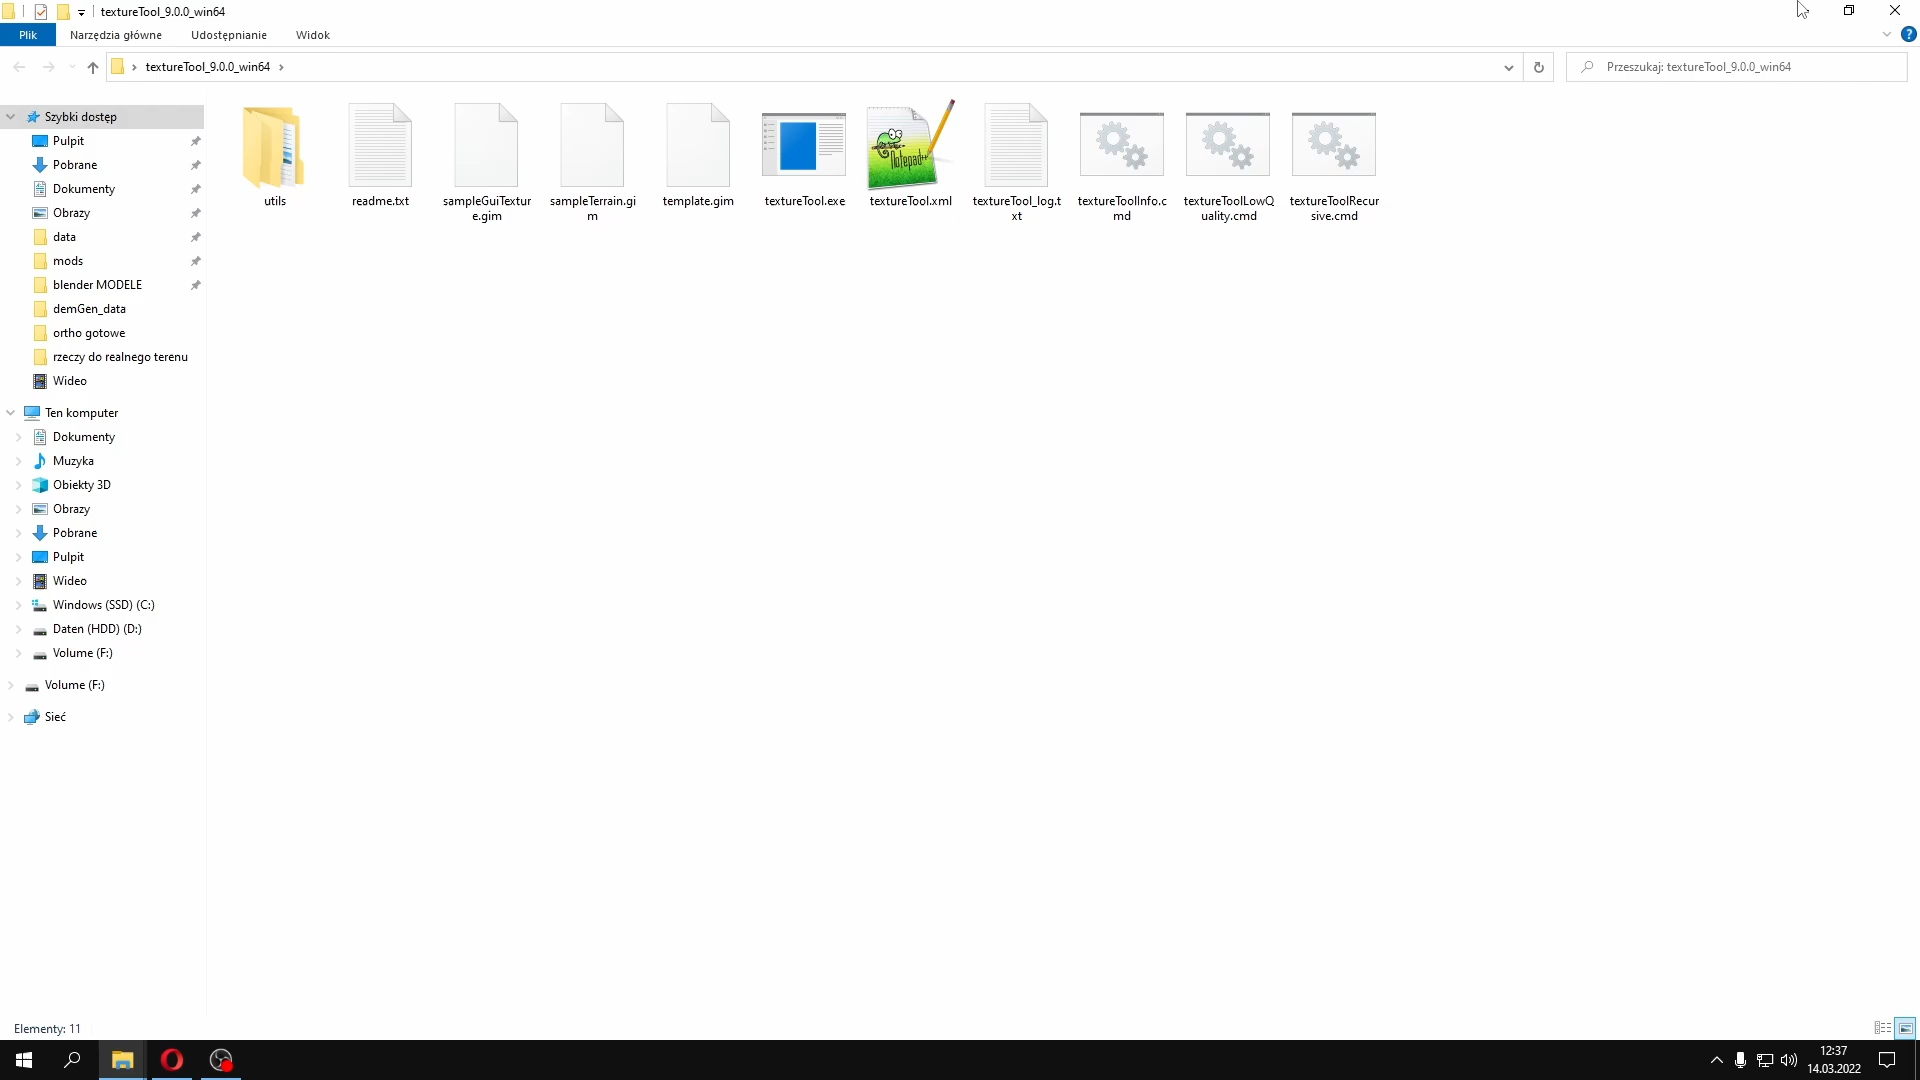 textureTool_9.0.0_win64
Plik
Narzędzia główne
Udostępnianie
Widok
?
textureTool_9.0.0_win64
Przeszukaj: textureTool_9.0.0_win64
Szybki dostęp
Pulpit
Pobrane
Dokumenty
Obrazy
data
mods
blender MODELE
demGen_data
ortho gotowe
rzeczy do realnego terenu
Wideo
Ten komputer
Dokumenty
Muzyka
Obiekty 3D
Obrazy
Pobrane
Pulpit
Wideo
Windows (SSD) (C:)
Daten (HDD) (D:)
Volume (F:)
Volume (F:)
Sieć
utils
readme.txt
sampleGuiTextur
e.gim
sampleTerrain.gi
m
template.gim
textureTool.exe
Notepad++
textureTool.xml
textureTool_log.t
xt
textureToolInfo.c
md
textureToolLowQ
uality.cmd
textureToolRecur
sive.cmd
Elementy: 11
12:37
14.03.2022